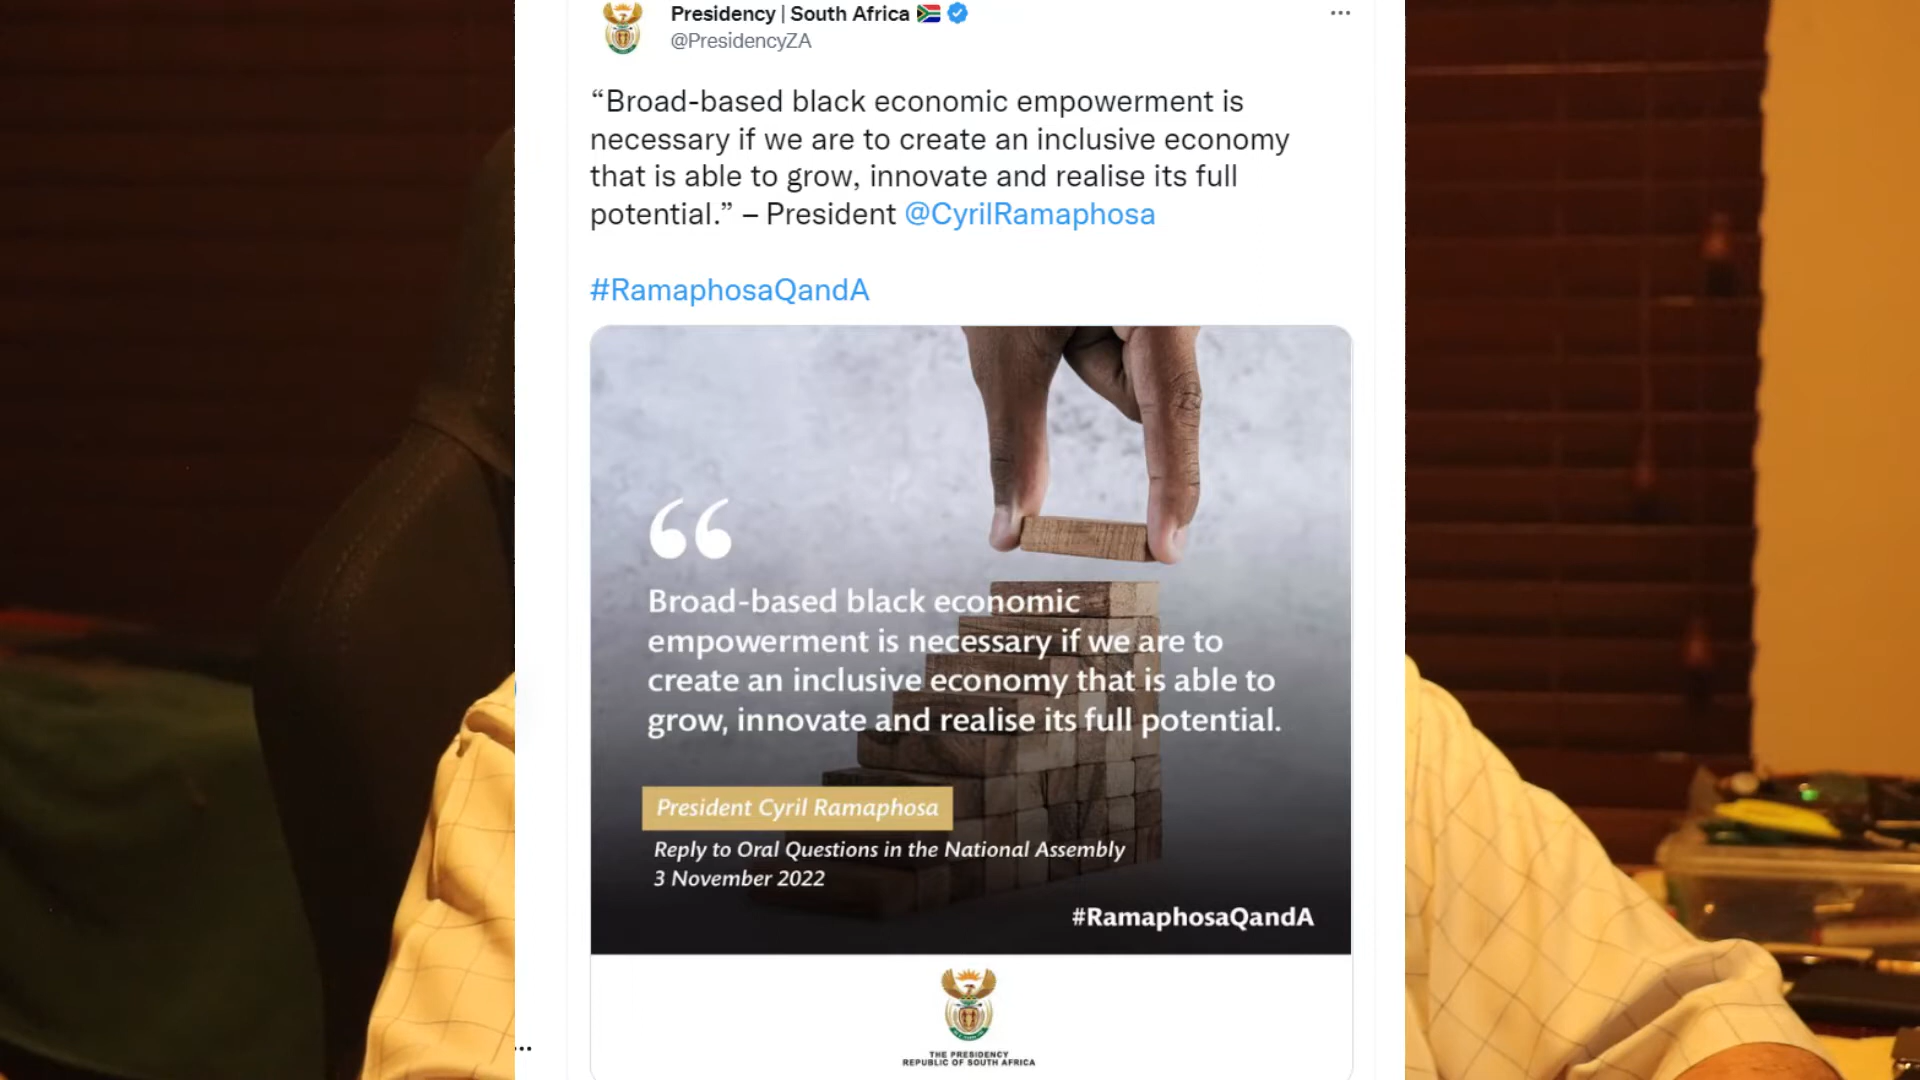 Presidency | South Africa
@PresidencyZA
“Broad-based black economic empowerment is
necessary if we are to create an inclusive economy
that is able to grow, innovate and realise its full
potential.” – President @CyrilRamaphosa
#RamaphosaQandA
“
Broad-based black economic
empowerment is necessary if we are to
create an inclusive economy that is able to
grow, innovate and realise its full potential.
President Cyril Ramaphosa
Reply to Oral Questions in the National Assembly
3 November 2022
#RamaphosaQandA
THE PRESIDENCY
REPUBLIC OF SOUTH AFRICA